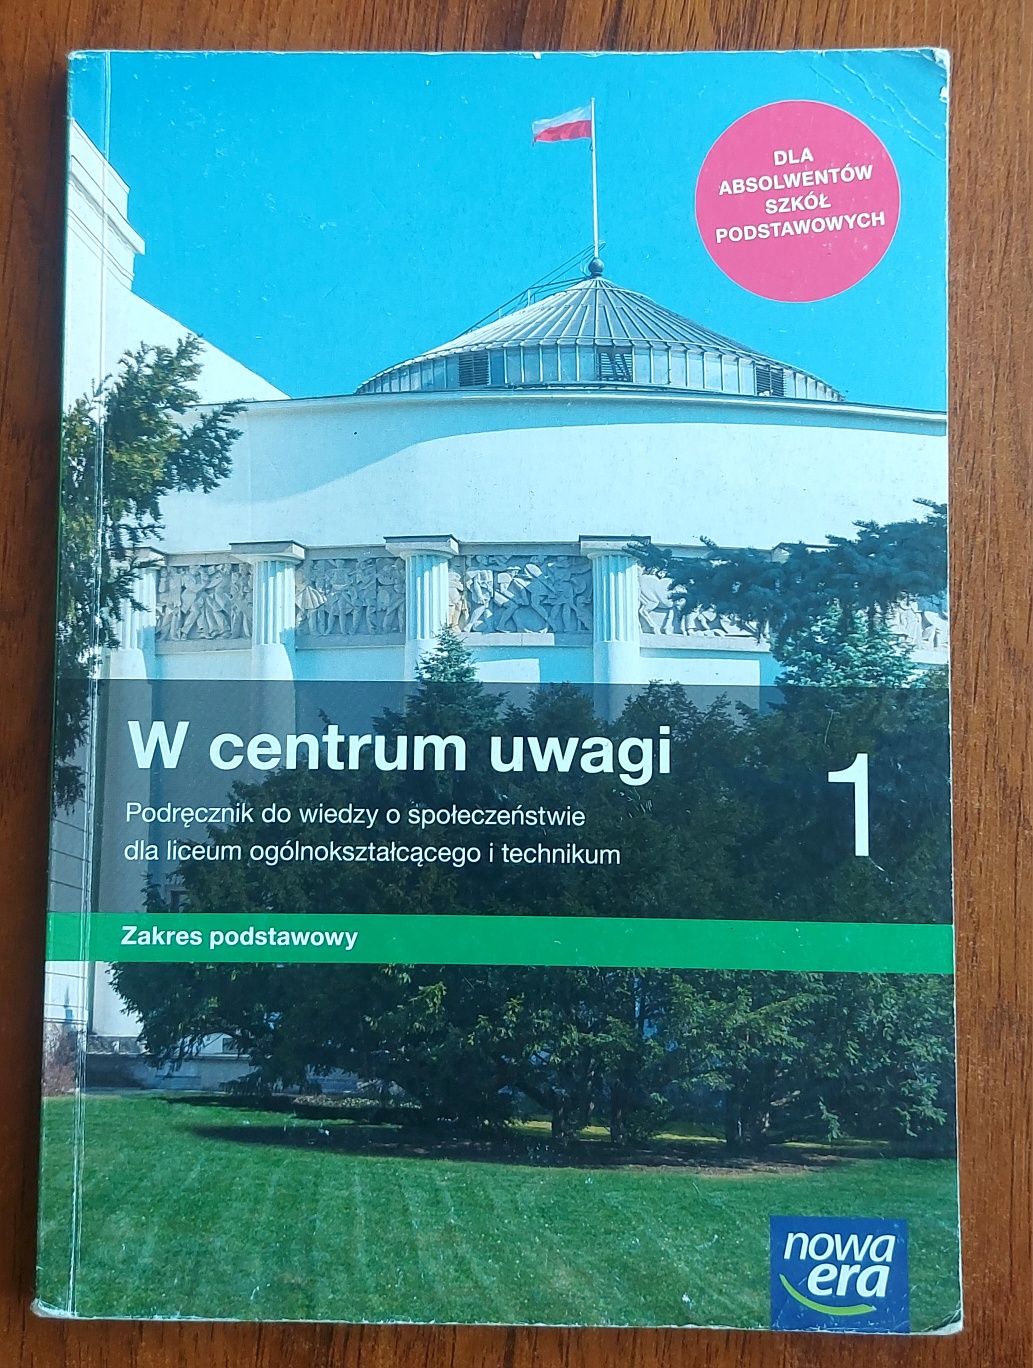 DLA
ABSOLWENTÓW
SZKÓŁ
PODSTAWOWYCH
W centrum uwagi
1
Podręcznik do wiedzy o społeczeństwie
dla liceum ogólnokształcącego i technikum
Zakres podstawowy
nowa
era